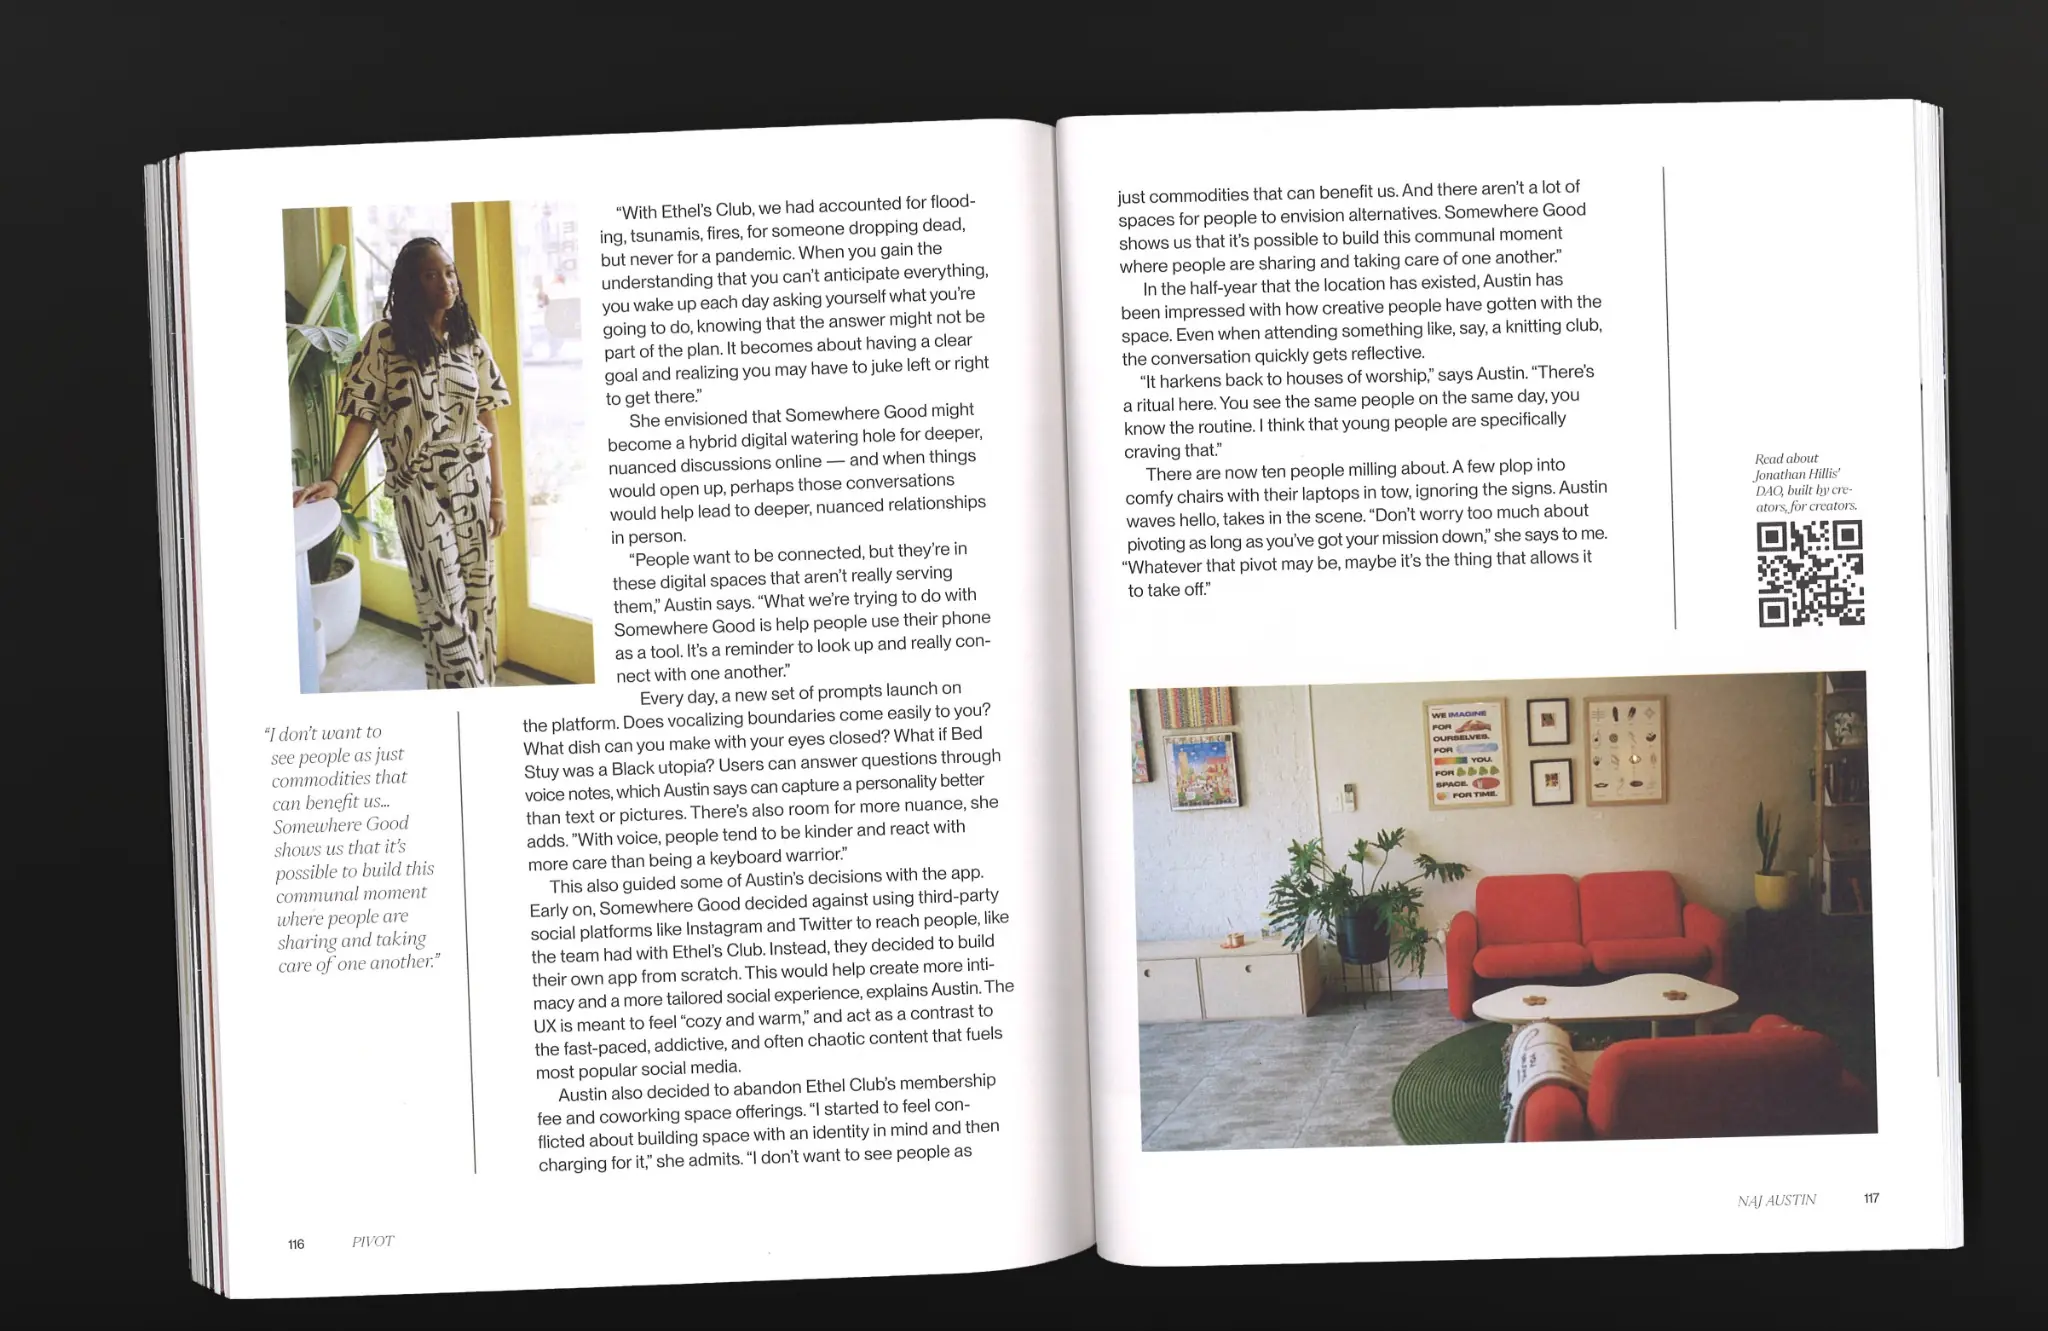 “With Ethel’s Club, we had accounted for flood-
ing, tsunamis, fires, for someone dropping dead,
but never for a pandemic. When you gain the
understanding that you can’t anticipate everything,
you wake up each day asking yourself what you’re
going to do, knowing that the answer might not be
part of the plan. It becomes about having a clear
goal and realizing you may have to juke left or right
to get there.”
She envisioned that Somewhere Good might
become a hybrid digital watering hole for deeper,
nuanced discussions online — and when things
would open up, perhaps those conversations
would help lead to deeper, nuanced relationships
in person.
“People want to be connected, but they’re in
these digital spaces that aren’t really serving
them,” Austin says. “What we’re trying to do with
Somewhere Good is help people use their phone
as a tool. It’s a reminder to look up and really con-
nect with one another.”
Every day, a new set of prompts launch on
the platform. Does vocalizing boundaries come easily to you?
What dish can you make with your eyes closed? What if Bed
Stuy was a Black utopia? Users can answer questions through
voice notes, which Austin says can capture a personality better
than text or pictures. There’s also room for more nuance, she
adds. ”With voice, people tend to be kinder and react with
more care than being a keyboard warrior.”
This also guided some of Austin’s decisions with the app.
Early on, Somewhere Good decided against using third-party
social platforms like Instagram and Twitter to reach people, like
the team had with Ethel’s Club. Instead, they decided to build
their own app from scratch. This would help create more inti-
macy and a more tailored social experience, explains Austin. The
UX is meant to feel “cozy and warm,” and act as a contrast to
the fast-paced, addictive, and often chaotic content that fuels
most popular social media.
Austin also decided to abandon Ethel Club’s membership
fee and coworking space offerings. “I started to feel con-
flicted about building space with an identity in mind and then
charging for it,” she admits. “I don’t want to see people as
“I don’t want to
see people as just
commodities that
can benefit us...
Somewhere Good
shows us that it’s
possible to build this
communal moment
where people are
sharing and taking
care of one another.”
116
PIVOT
just commodities that can benefit us. And there aren’t a lot of
spaces for people to envision alternatives. Somewhere Good
shows us that it’s possible to build this communal moment
where people are sharing and taking care of one another.”
In the half-year that the location has existed, Austin has
been impressed with how creative people have gotten with the
space. Even when attending something like, say, a knitting club,
the conversation quickly gets reflective.
“It harkens back to houses of worship,” says Austin. “There’s
a ritual here. You see the same people on the same day, you
know the routine. I think that young people are specifically
craving that.”
There are now ten people milling about. A few plop into
comfy chairs with their laptops in tow, ignoring the signs. Austin
waves hello, takes in the scene. “Don’t worry too much about
pivoting as long as you’ve got your mission down,” she says to me.
“Whatever that pivot may be, maybe it’s the thing that allows it
to take off.”
Read about
Jonathan Hillis’
DAO, built by cre-
ators, for creators.
WE IMAGINE
FOR
OURSELVES.
FOR
YOU.
FOR
SPACE.
FOR TIME.
NAJ AUSTIN
117